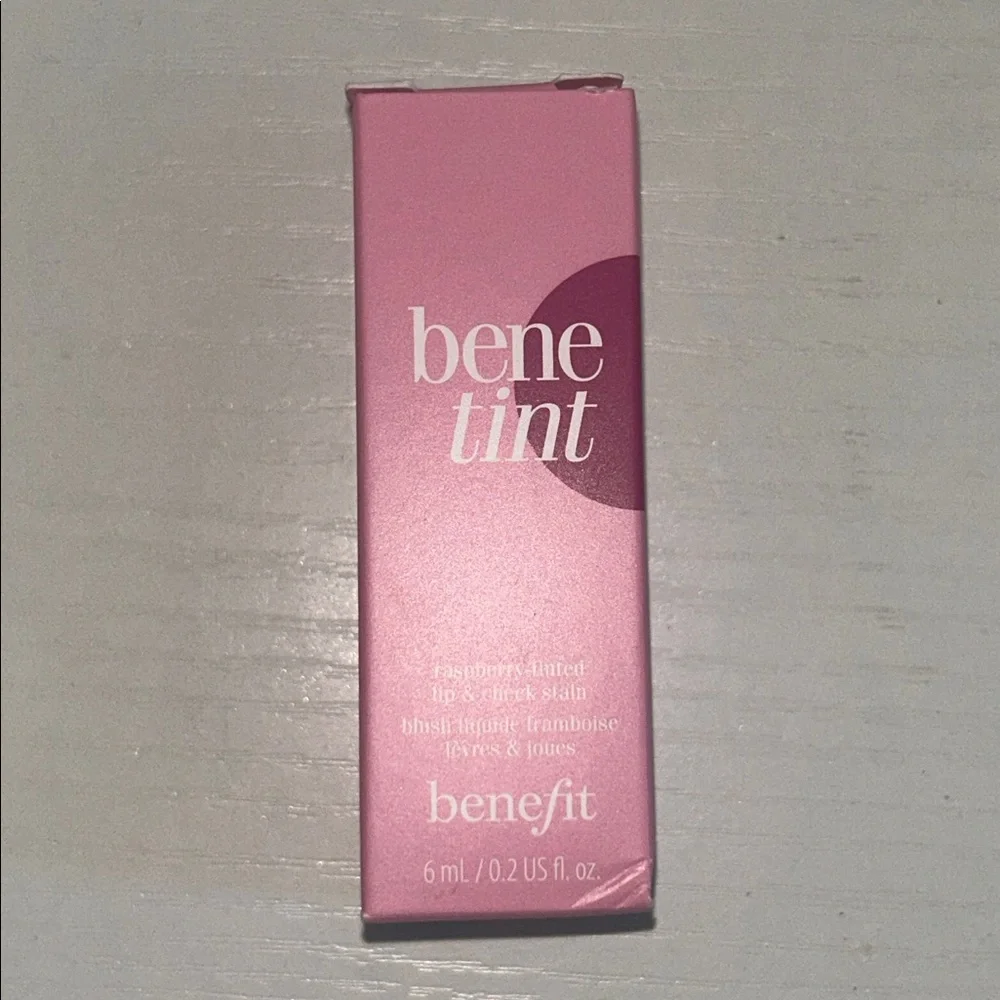 bene
tint
raspberry-tinted
lip & cheek stain
blush liquide framboise
lèvres & joues
benefit
6 mL / 0.2 US fl. oz.